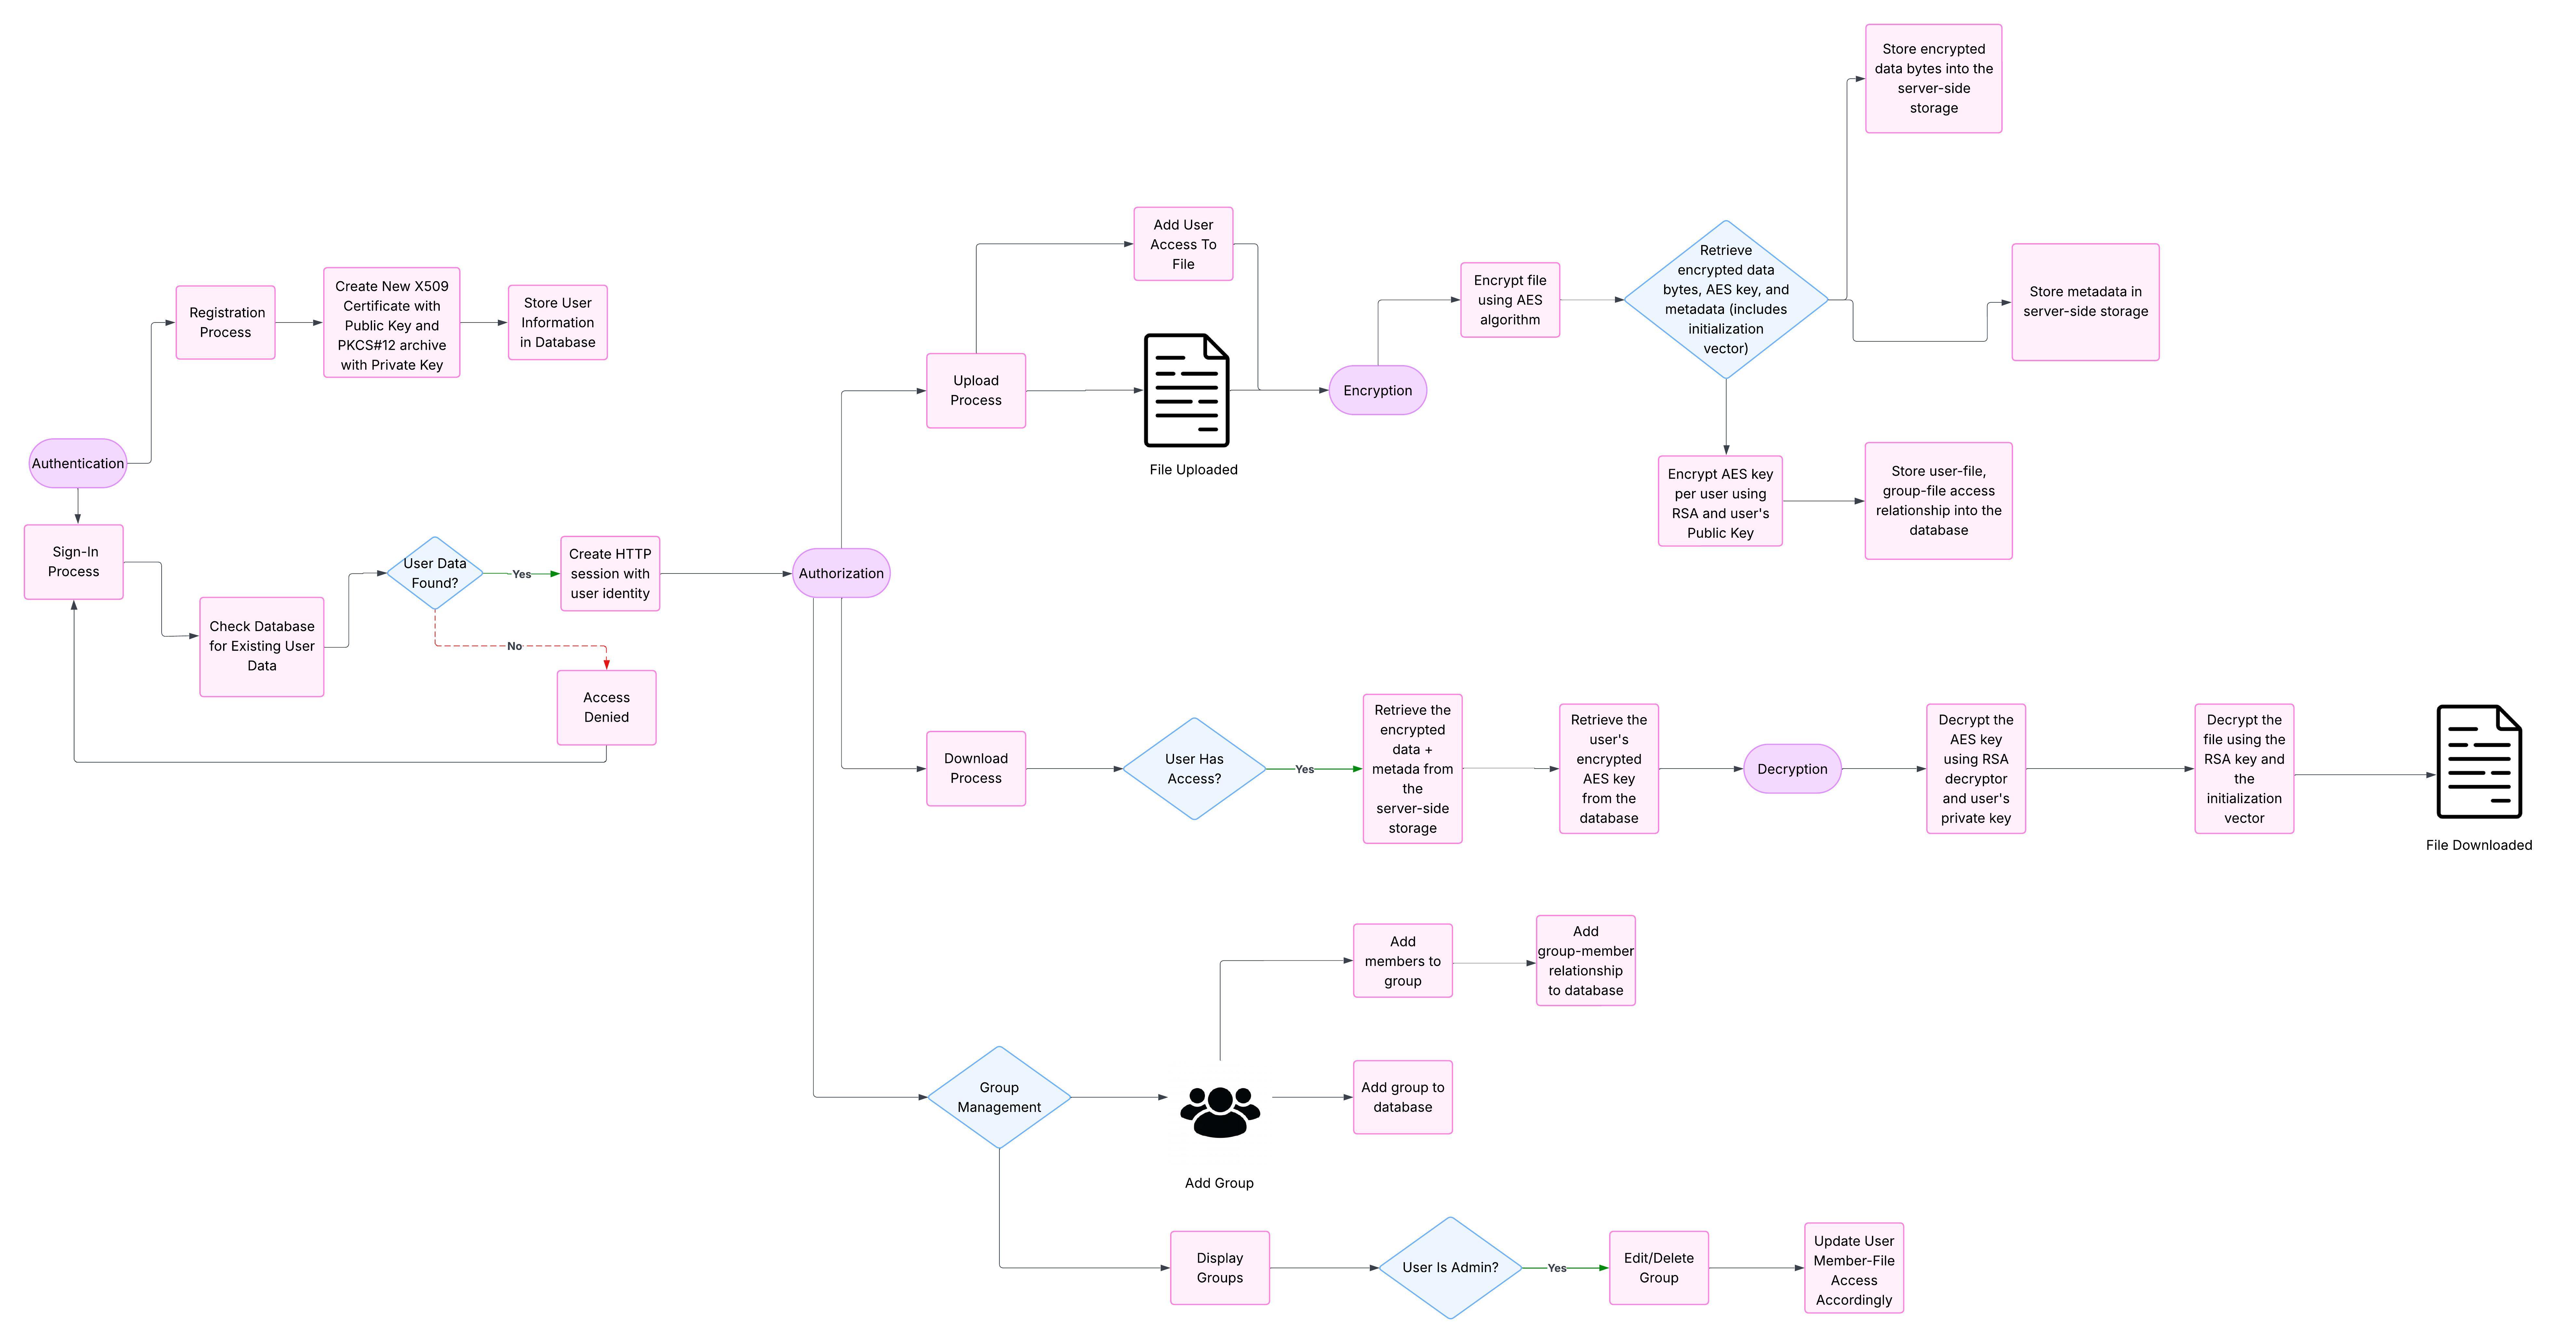 Store encrypted
data bytes into the
server-side
storage
Add User
Access To
File
Retrieve
encrypted data
bytes, AES key, and
metadata (includes
initialization
vector)
Encrypt file
using AES
algorithm
Store metadata in
server-side storage
Registration
Process
Create New X509
Certificate with
Public Key and
PKCS#12 archive
with Private Key
Store User
Information
in Database
Upload
Process
File Uploaded
Encryption
Encrypt AES key
per user using
RSA and user's
Public Key
Store user-file,
group-file access
relationship into the
database
Authentication
Sign-In
Process
Check Database
for Existing User
Data
User Data
Found?
Yes
No
Create HTTP
session with
user identity
Access
Denied
Authorization
Download
Process
User Has
Access?
Yes
Retrieve the
encrypted
data +
metada from
the
server-side
storage
Retrieve the
user's
encrypted
AES key
from the
database
Decryption
Decrypt the
AES key
using RSA
decryptor
and user's
private key
Decrypt the
file using the
RSA key and
the
initialization
vector
File Downloaded
Add
members to
group
Add
group-member
relationship
to database
Group
Management
Add Group
Add group to
database
Display
Groups
User Is Admin?
Yes
Edit/Delete
Group
Update User
Member-File
Access
Accordingly